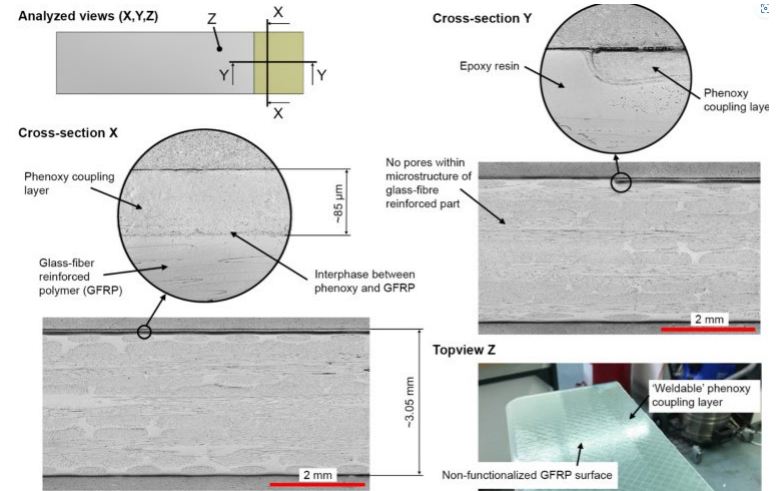 Analyzed views (X,Y,Z)
Z
X
Y
Y
X
Cross-section X
Phenoxy coupling
layer
~85 µm
Glass-fiber
reinforced
polymer (GFRP)
Interphase between
phenoxy and GFRP
~3.05 mm
2 mm
Cross-section Y
Epoxy resin
Phenoxy
coupling laye
No pores within
microstructure of
glass-fibre
reinforced part
2 mm
Topview Z
'Weldable' phenoxy
coupling layer
Non-functionalized GFRP surface